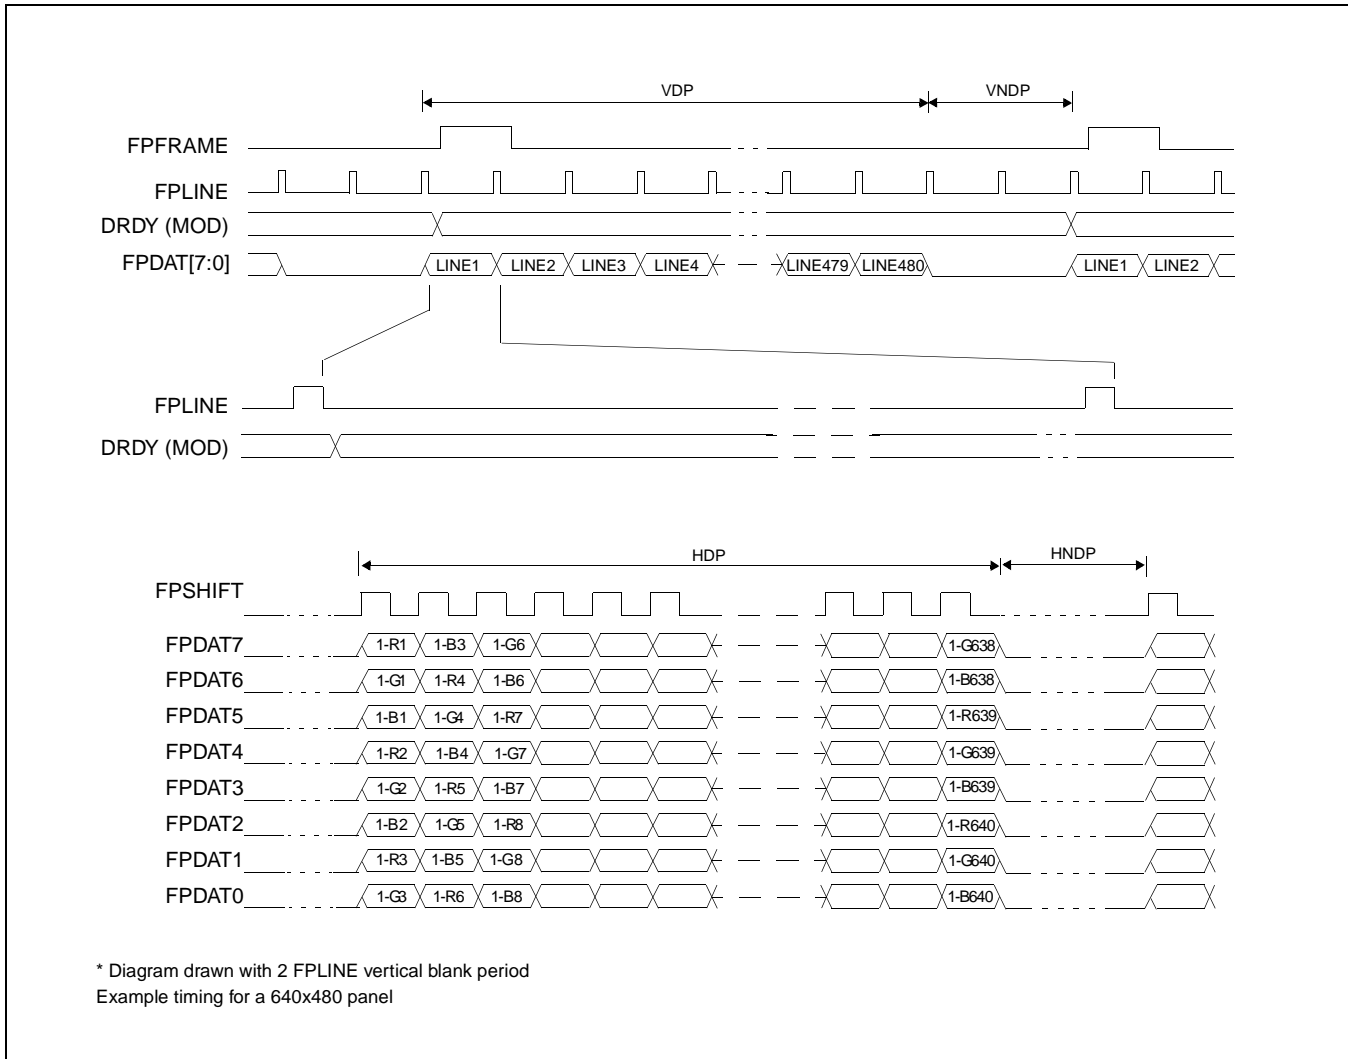 VDP VNDP
FPFRAME
FPLINE
DRDY (MOD)
FPDAT[7:0] LINE1 LINE2 LINE3 LINE4 LINE479 LINE480 LINE1 LINE2
FPLINE
DRDY (MOD)
HDP HNDP
FPSHIFT
FPDAT7 1-R1 1-B3 1-G6 1-G638
FPDAT6 1-G1 1-R4 1-B6 1-B638
FPDAT5 1-B1 1-G4 1-R7 1-R639
FPDAT4 1-R2 1-B4 1-G7 1-G639
FPDAT3 1-G2 1-R5 1-B7 1-B639
FPDAT2 1-B2 1-G5 1-R8 1-R640
FPDAT1 1-R3 1-B5 1-G8 1-G640
FPDAT0 1-G3 1-R6 1-B8 1-B640
* Diagram drawn with 2 FPLINE vertical blank period
Example timing for a 640x480 panel